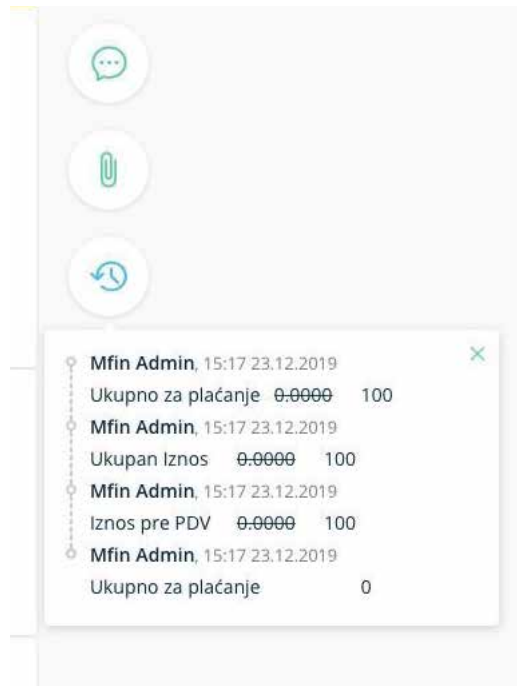 Mfin Admin, 15:17 23.12.2019
Ukupno za plaćanje 0.0000 100
Mfin Admin, 15:17 23.12.2019
Ukupan Iznos 0.0000 100
Mfin Admin, 15:17 23.12.2019
Iznos pre PDV 0.0000 100
Mfin Admin, 15:17 23.12.2019
Ukupno za plaćanje 0